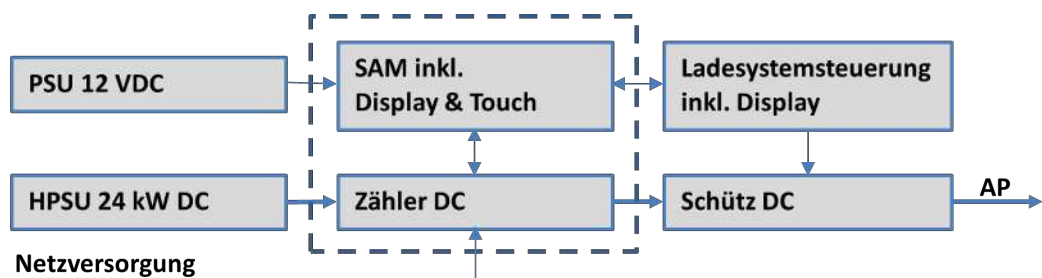 PSU 12 VDC
SAM inkl.
Display & Touch
Ladesystemsteuerung
inkl. Display
HPSU 24 kW DC
Zähler DC
Schütz DC
AP
Netzversorgung